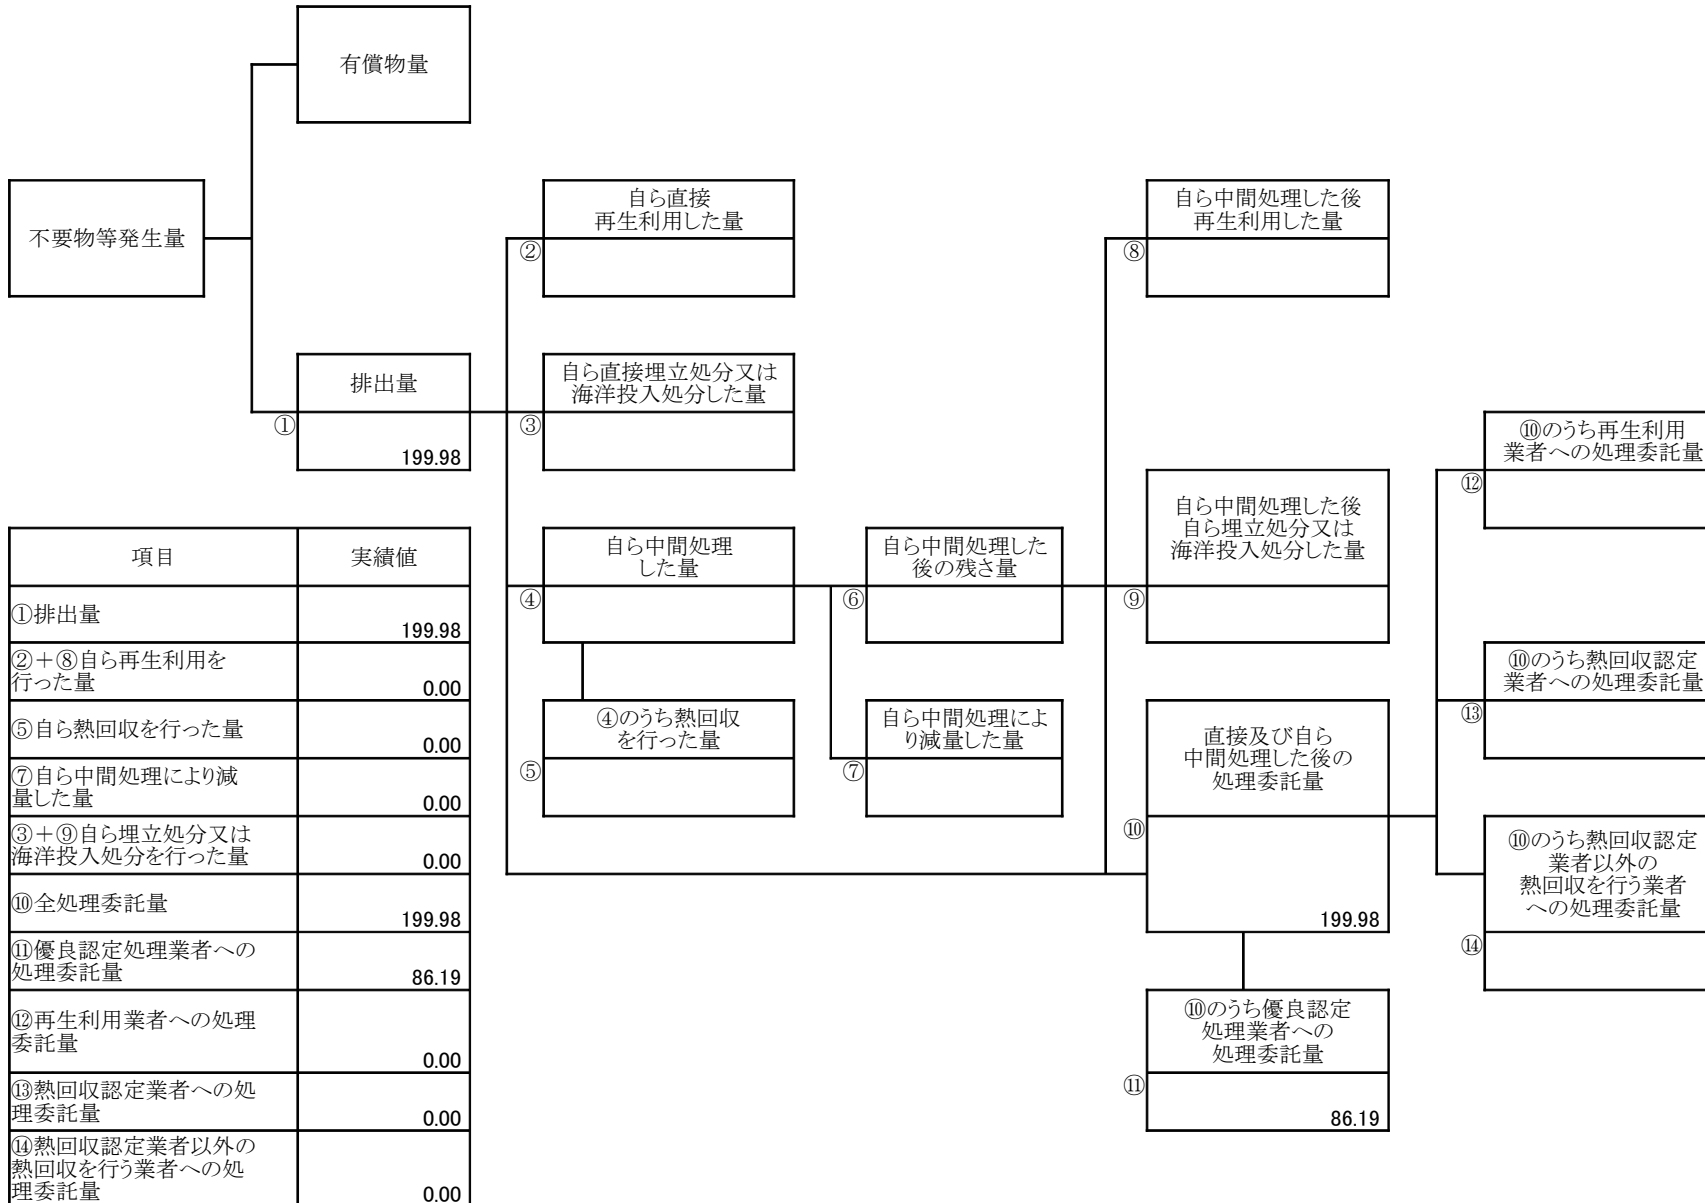 有償物量
不要物等発生量
自ら直接
再生利用した量
②
自ら中間処理した後
再生利用した量
⑧
排出量
①
199.98
自ら直接埋立処分又は
海洋投入処分した量
③
⑩のうち再生利用
業者への処理委託量
⑫
自ら中間処理した後
自ら埋立処分又は
海洋投入処分した量
⑨
自ら中間処理
した量
④
自ら中間処理した
後の残さ量
⑥
⑩のうち熱回収認定
業者への処理委託量
⑬
④のうち熱回収
を行った量
⑤
自ら中間処理によ
り減量した量
⑦
直接及び自ら
中間処理した後の
処理委託量
⑩
199.98
⑩のうち熱回収認定
業者以外の
熱回収を行う業者
への処理委託量
⑭
⑩のうち優良認定
処理業者への
処理委託量
⑪
86.19
項目 実績値
①排出量
199.98
②＋⑧自ら再生利用を
行った量
0.00
⑤自ら熱回収を行った量
0.00
⑦自ら中間処理により減
量した量
0.00
③＋⑨自ら埋立処分又は
海洋投入処分を行った量
0.00
⑩全処理委託量
199.98
⑪優良認定処理業者への
処理委託量
86.19
⑫再生利用業者への処理
委託量
0.00
⑬熱回収認定業者への処
理委託量
0.00
⑭熱回収認定業者以外の
熱回収を行う業者への処
理委託量
0.00